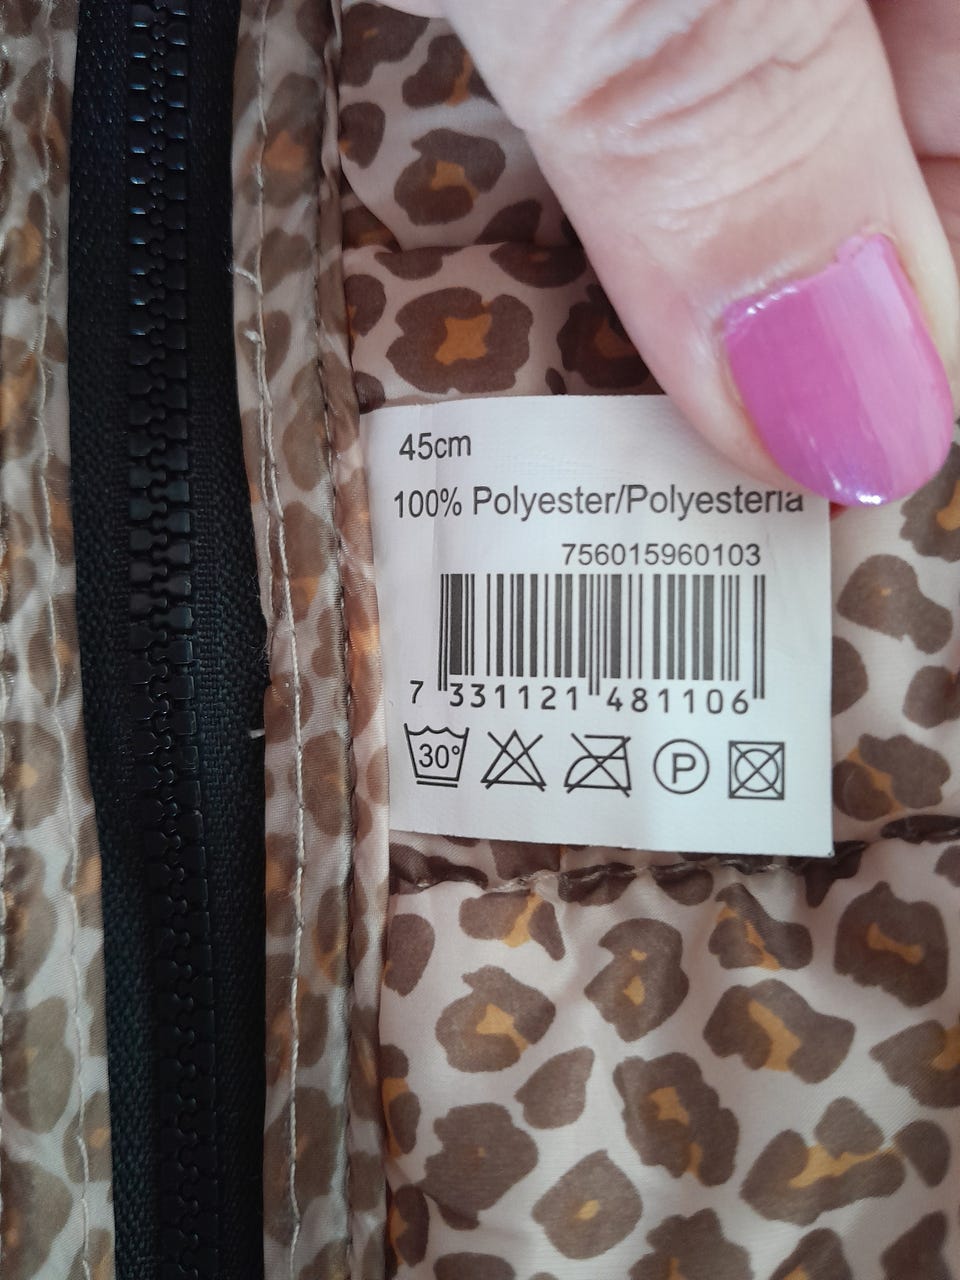 45cm
100% Polyester/Polyesteria
756015960103
7 331121 481106
30°
P